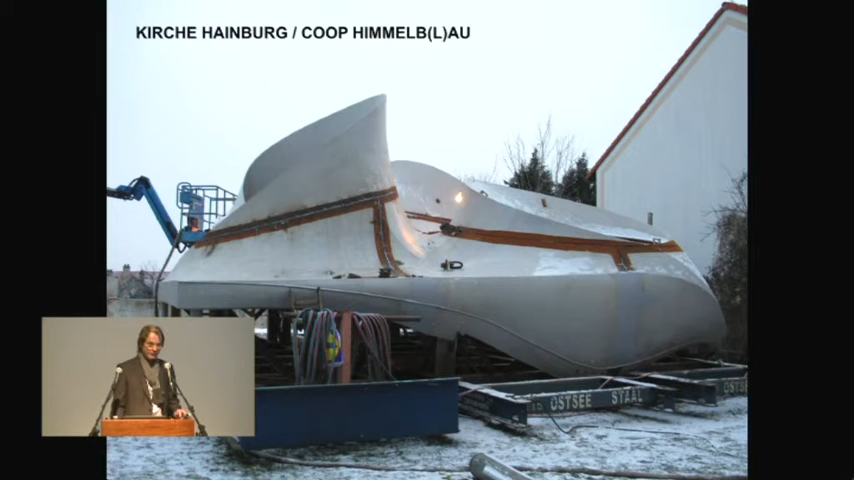 KIRCHE HAINBURG / COOP HIMMELB(L)AU
OSTSEE STAAL
OSTSEE